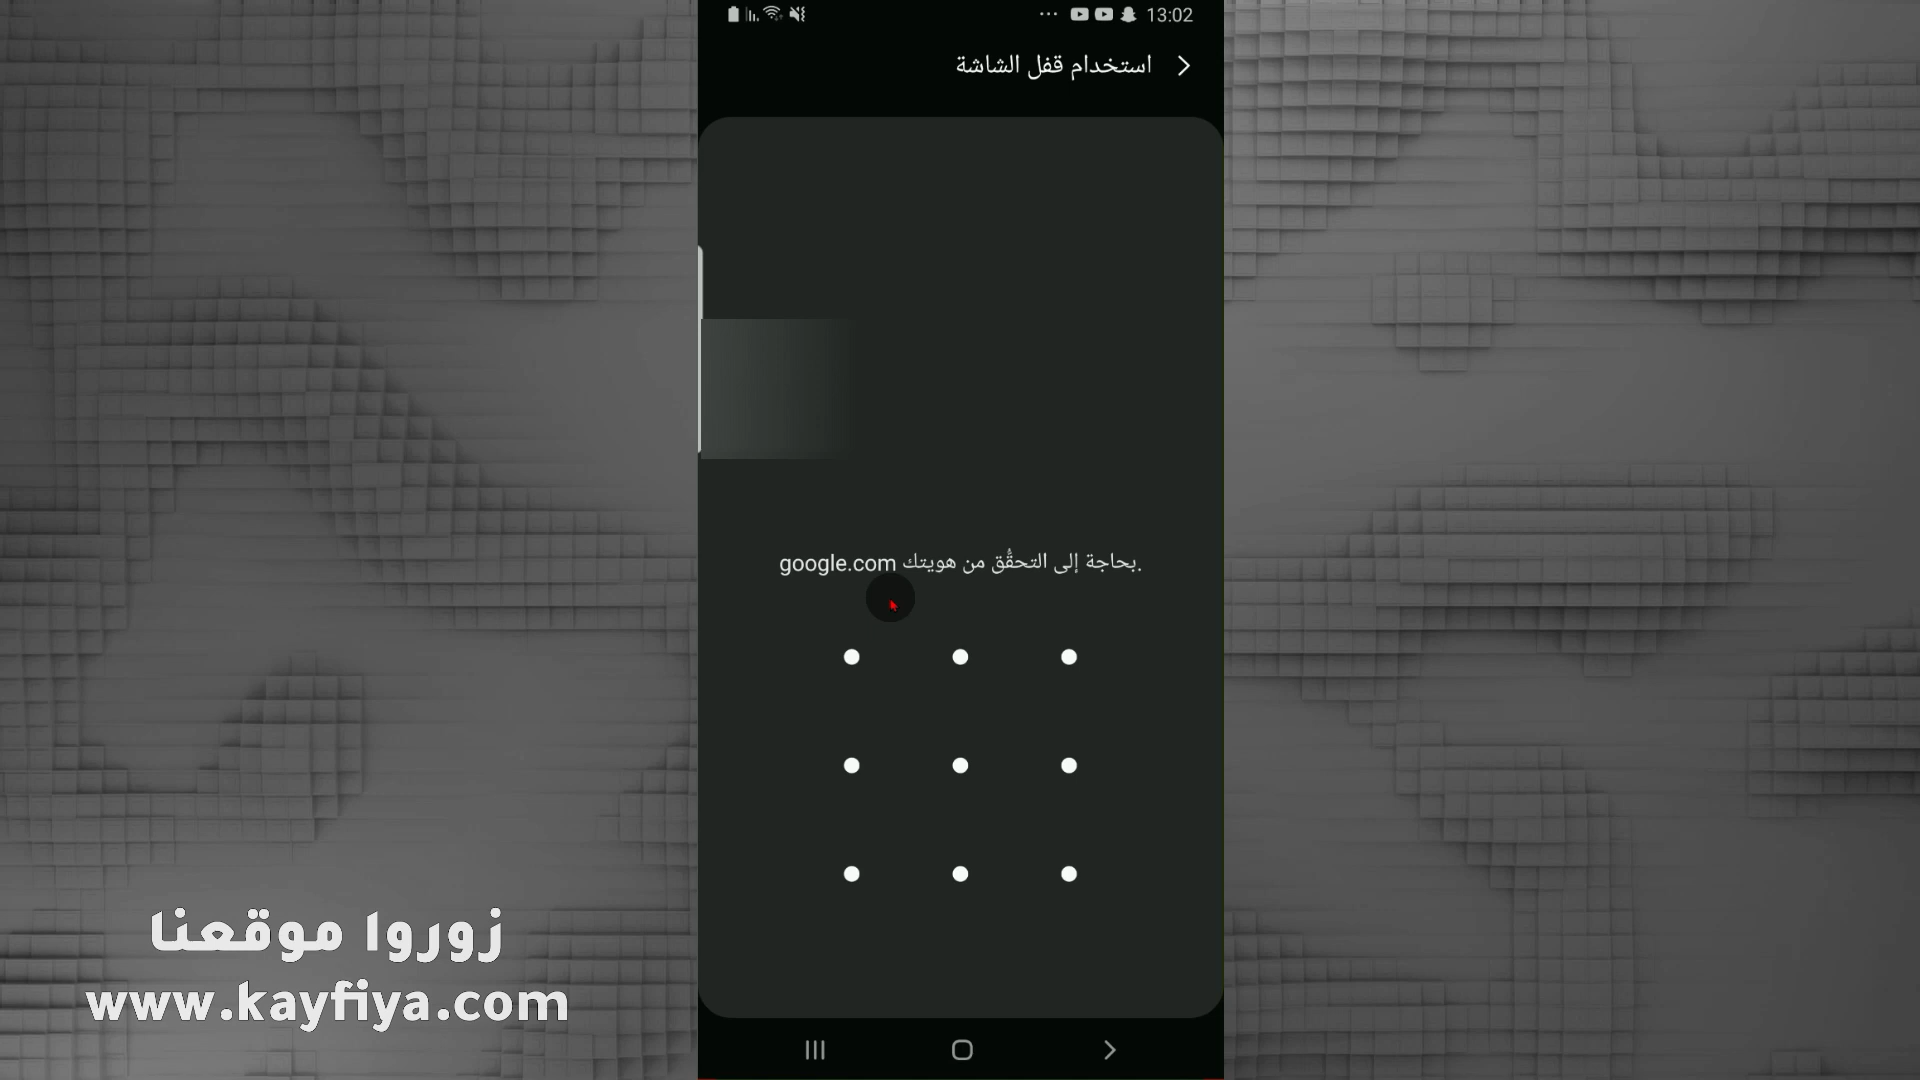 13:02
استخدام قفل الشاشة
google.com بحاجة إلى التحقُّق من هويتك.
زوروا موقعنا
www.kayfiya.com